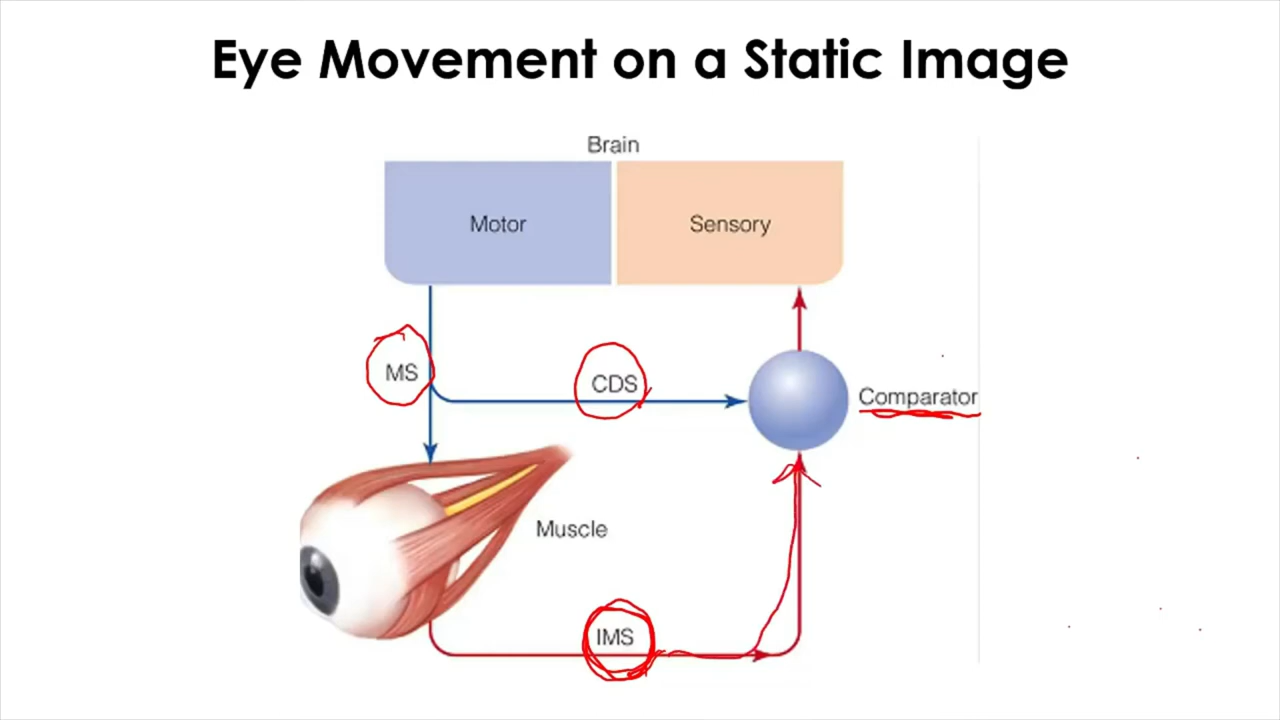 Eye Movement on a Static Image
Brain
Motor
Sensory
MS
CDS
Comparator
Muscle
IMS